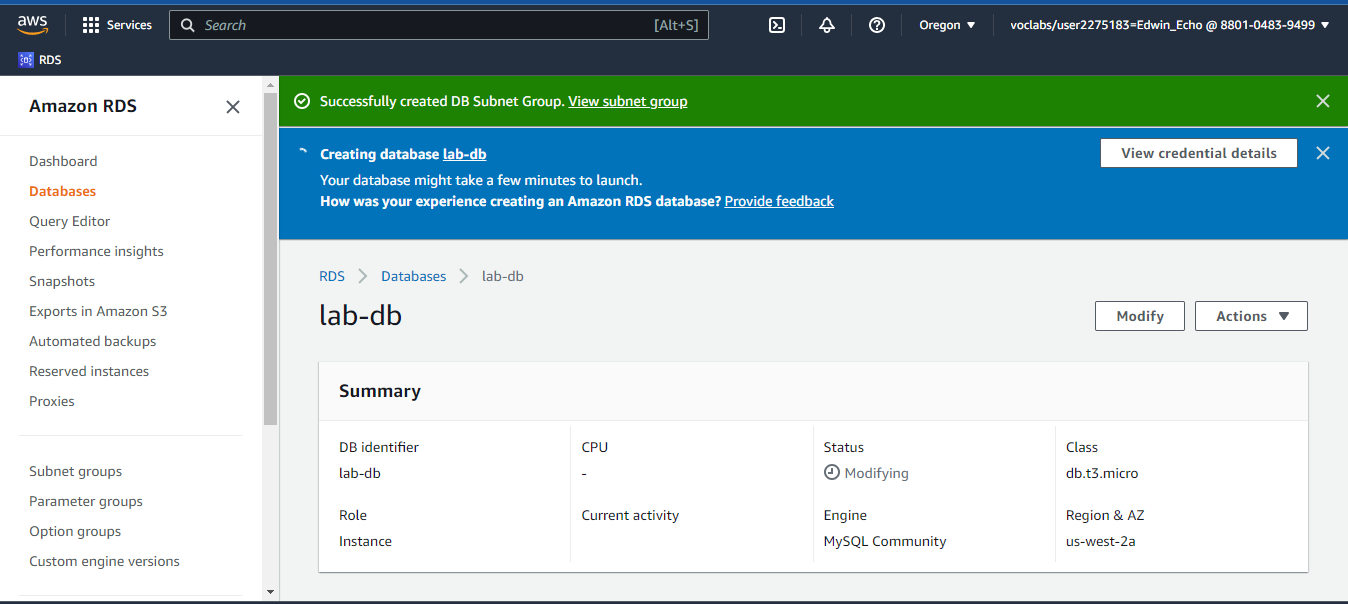 aws
Services
Search [Alt+S]
Oregon
voclabs/user2275183=Edwin_Echo @ 8801-0483-9499
RDS
Amazon RDS
Dashboard
Databases
Query Editor
Performance insights
Snapshots
Exports in Amazon S3
Automated backups
Reserved instances
Proxies
Subnet groups
Parameter groups
Option groups
Custom engine versions
Successfully created DB Subnet Group. View subnet group
Creating database lab-db
View credential details
Your database might take a few minutes to launch.
How was your experience creating an Amazon RDS database? Provide feedback
RDS > Databases > lab-db
lab-db
Modify
Actions
Summary
DB identifier
lab-db
Role
Instance
CPU
-
Current activity
Status
Modifying
Engine
MySQL Community
Class
db.t3.micro
Region & AZ
us-west-2a